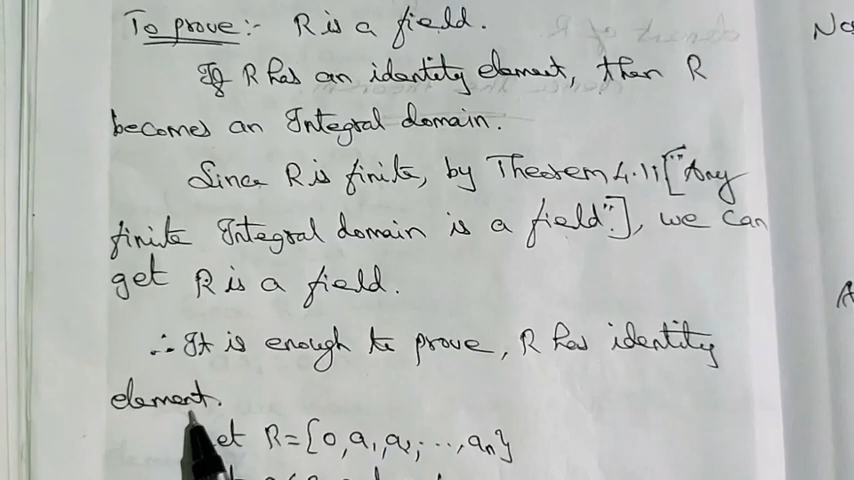 To prove:- R is a field.
If R has an identity element, then R
becomes an Integral domain.
Since R is finite, by Theorem 4.11 ["Any
finite Integral domain is a field"], we can
get R is a field.
∴ It is enough to prove, R has identity
element.
et R={0,a₁,a₂,...,aₙ}